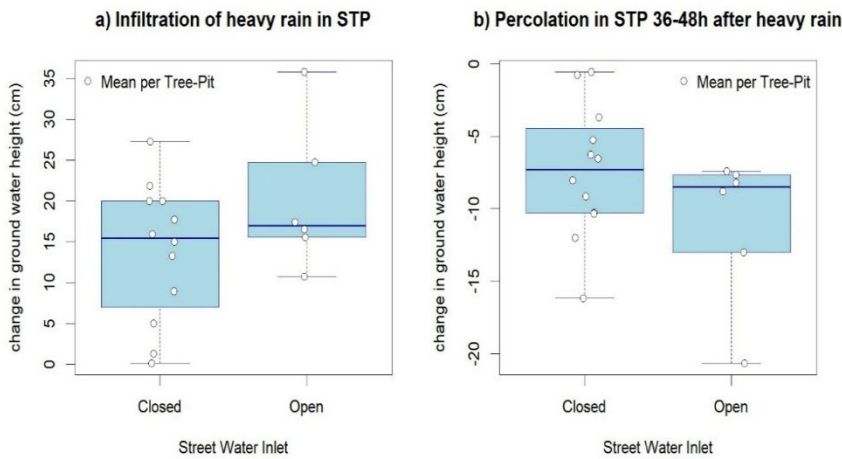 a) Infiltration of heavy rain in STP
change in ground water height (cm)
35
30
25
20
15
10
5
0
Mean per Tree-Pit
Closed
Open
Street Water Inlet
b) Percolation in STP 36-48h after heavy rain
change in ground water height (cm)
0
-5
-10
-15
-20
Mean per Tree-Pit
Closed
Open
Street Water Inlet